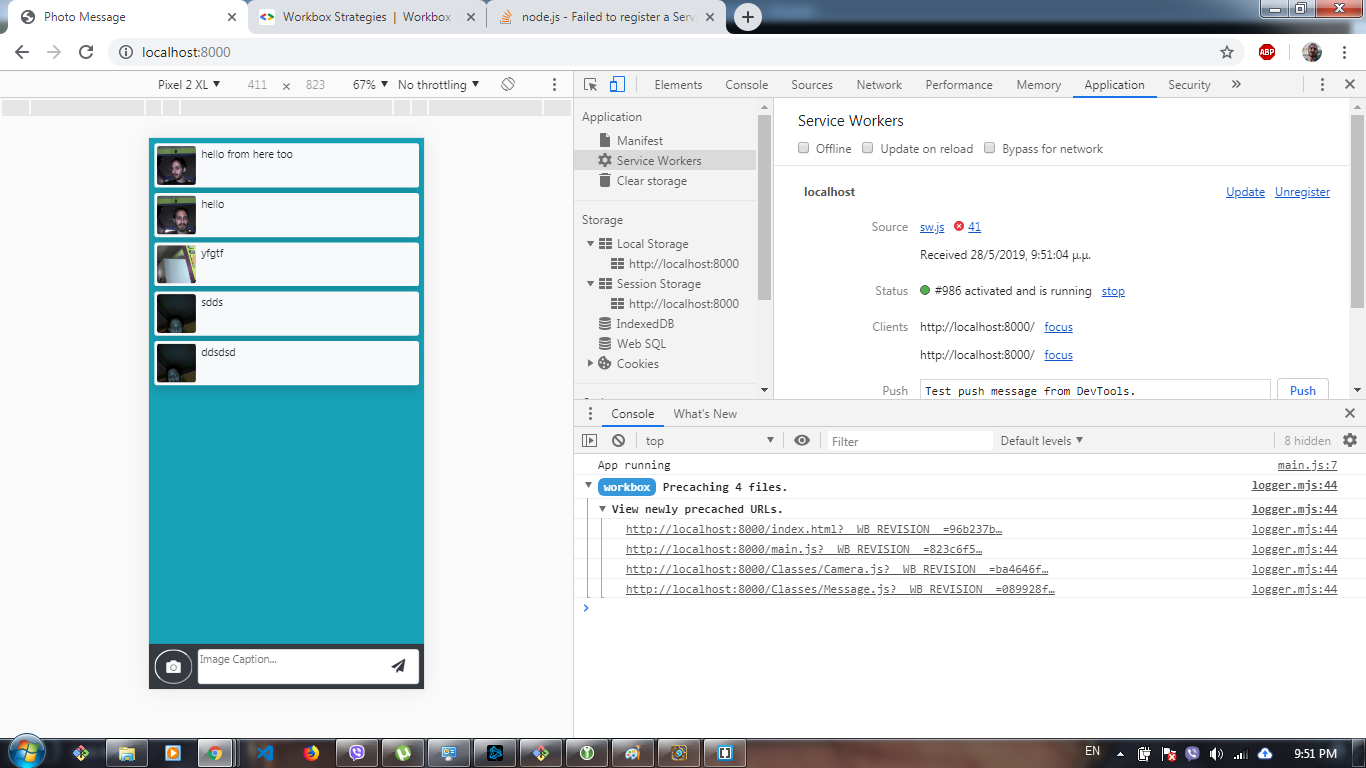 Photo Message
Workbox Strategies | Workbox
node.js - Failed to register a Serv
localhost:8000
ABP
Pixel 2 XL 411 x 823 67% No throttling
Elements Console Sources Network Performance Memory Application Security
hello from here too
hello
yfgtf
sdds
ddsdsd
Image Caption...
Application
Manifest
Service Workers
Clear storage
Storage
Local Storage
http://localhost:8000
Session Storage
http://localhost:8000
IndexedDB
Web SQL
Cookies
Service Workers
Offline Update on reload Bypass for network
localhost Update Unregister
Source sw.js 41
Received 28/5/2019, 9:51:04 μ.μ.
Status #986 activated and is running stop
Clients http://localhost:8000/ focus
http://localhost:8000/ focus
Push Test push message from DevTools. Push
Console What's New
top Filter Default levels 8 hidden
App running main.js:7
workbox Precaching 4 files. logger.mjs:44
View newly precached URLs. logger.mjs:44
http://localhost:8000/index.html?__WB_REVISION__=96b237b… logger.mjs:44
http://localhost:8000/main.js?__WB_REVISION__=823c6f5… logger.mjs:44
http://localhost:8000/Classes/Camera.js?__WB_REVISION__=ba4646f… logger.mjs:44
http://localhost:8000/Classes/Message.js?__WB_REVISION__=089928f… logger.mjs:44
EN 9:51 PM